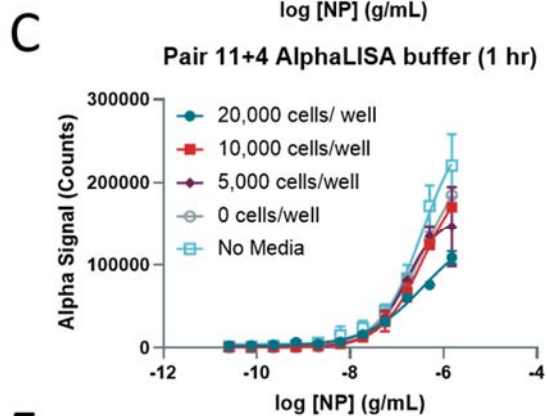 log [NP] (g/mL)
C
Pair 11+4 AlphaLISA buffer (1 hr)
300000
200000
100000
0
Alpha Signal (Counts)
20,000 cells/ well
10,000 cells/well
5,000 cells/well
0 cells/well
No Media
-12 -10 -8 -6 -4
log [NP] (g/mL)